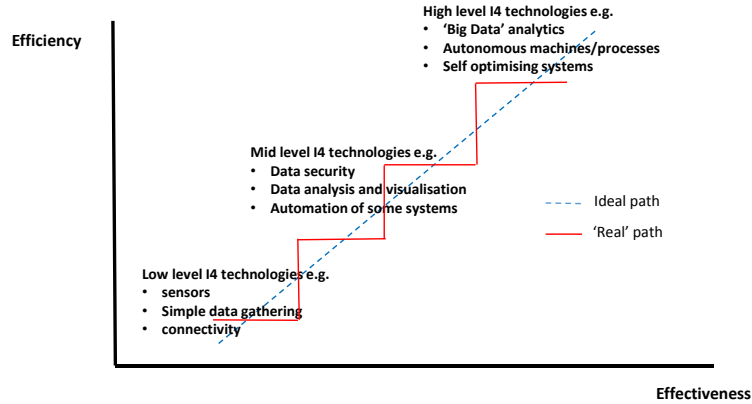 High level I4 technologies e.g.
• 'Big Data' analytics
• Autonomous machines/processes
• Self optimising systems
Efficiency
Mid level I4 technologies e.g.
• Data security
• Data analysis and visualisation
• Automation of some systems
Ideal path
'Real' path
Low level I4 technologies e.g.
• sensors
• Simple data gathering
• connectivity
Effectiveness